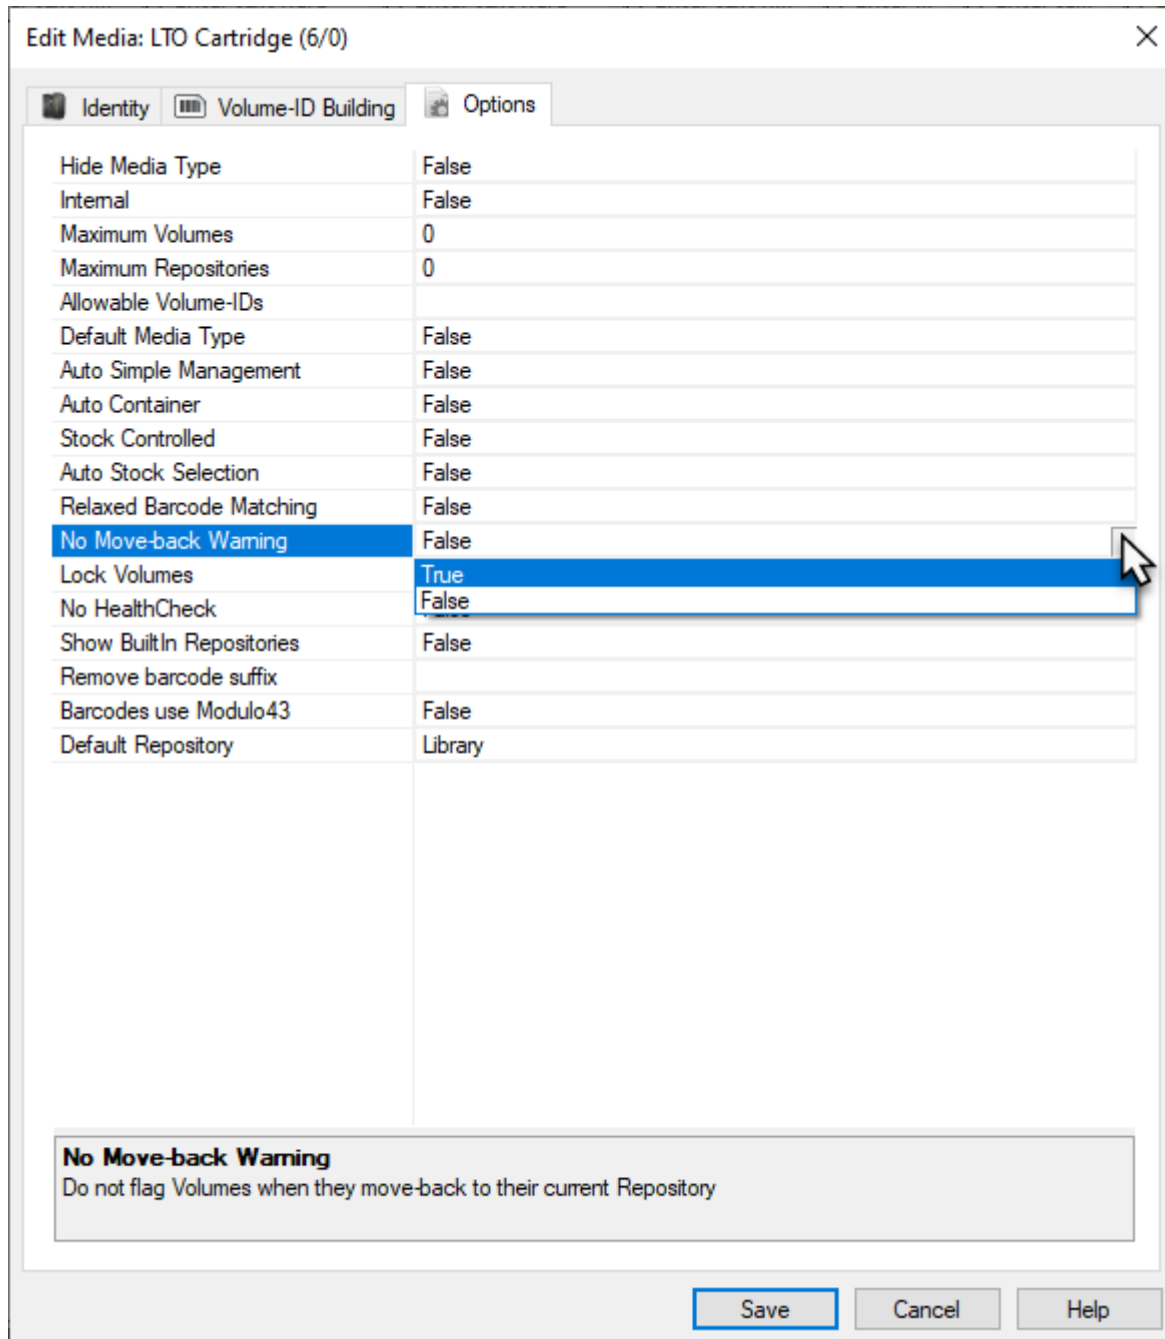 Edit Media: LTO Cartridge (6/0)
Identity Volume-ID Building Options
Hide Media Type False
Internal False
Maximum Volumes 0
Maximum Repositories 0
Allowable Volume-IDs
Default Media Type False
Auto Simple Management False
Auto Container False
Stock Controlled False
Auto Stock Selection False
Relaxed Barcode Matching False
No Move-back Warning False
Lock Volumes True
False
No HealthCheck
Show BuiltIn Repositories False
Remove barcode suffix
Barcodes use Modulo43 False
Default Repository Library
No Move-back Warning
Do not flag Volumes when they move-back to their current Repository
Save Cancel Help